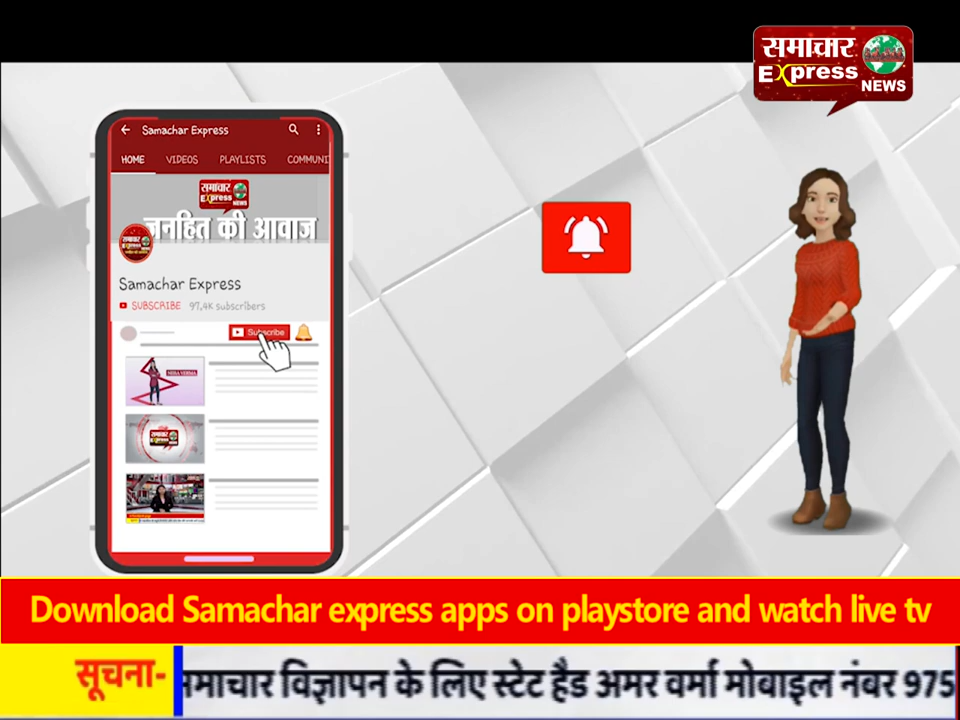 समाचार
Express
NEWS
Samachar Express
HOME VIDEOS PLAYLISTS COMMUNI
समाचार
Express
NEWS
जनहित की आवाज
Samachar Express
SUBSCRIBE 97.4K subscribers
Subscribe
Download Samachar express apps on playstore and watch live tv
सूचना- समाचार विज्ञापन के लिए स्टेट हैड अमर वर्मा मोबाइल नंबर 975